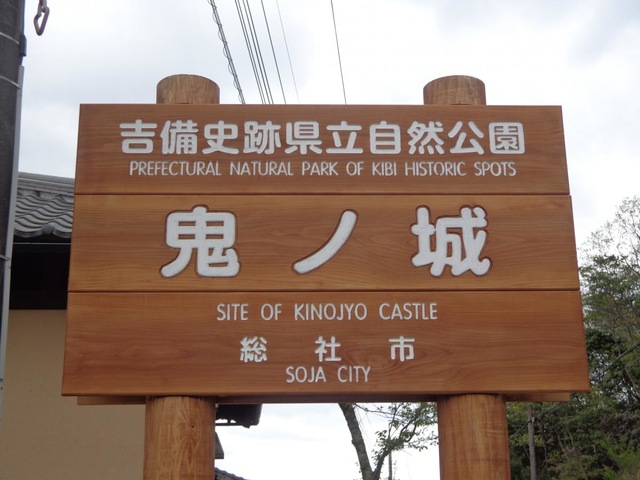 吉備史跡県立自然公園
PREFECTURAL NATURAL PARK OF KIBI HISTORIC SPOTS
鬼ノ城
SITE OF KINOJYO CASTLE
総社市
SOJA CITY